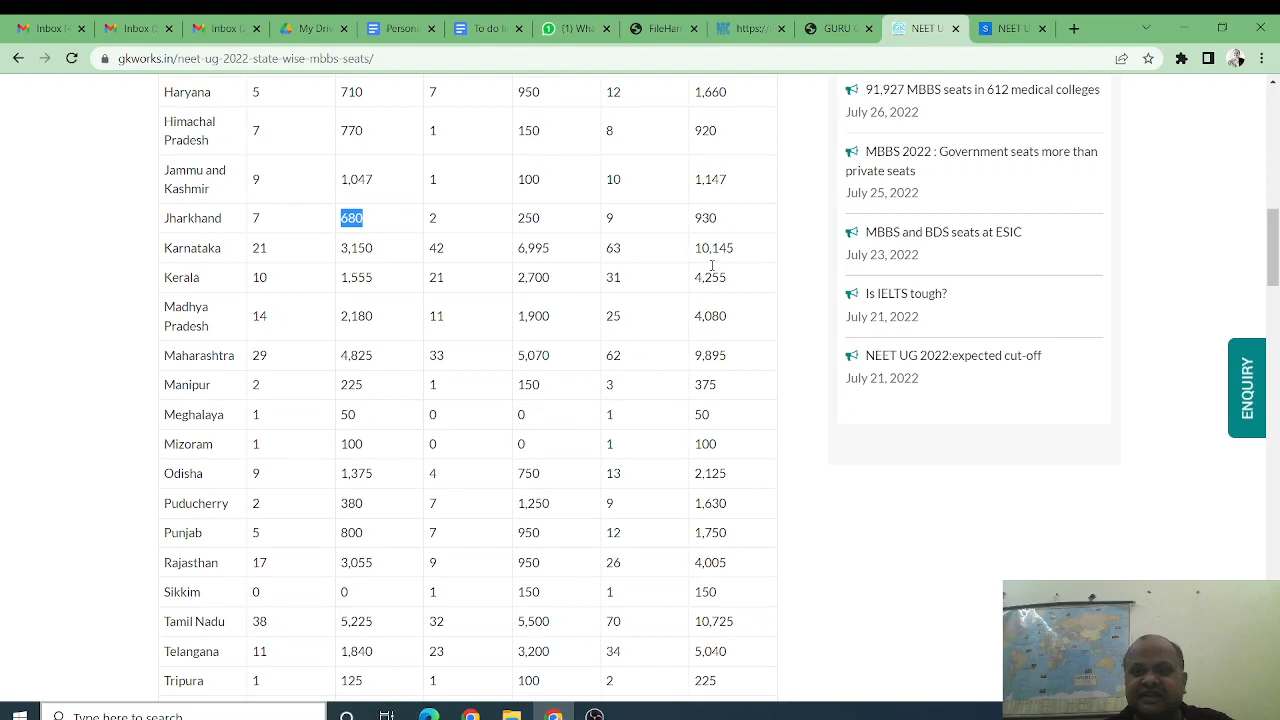 Inbox (
Inbox (
Inbox (
My Driv
Persona
To do li
(1) Wha
FileHan
https://
GURU G
NEET U
NEET U
gkworks.in/neet-ug-2022-state-wise-mbbs-seats/
Haryana 5 710 7 950 12 1,660
Himachal
Pradesh 7 770 1 150 8 920
Jammu and
Kashmir 9 1,047 1 100 10 1,147
Jharkhand 7 680 2 250 9 930
Karnataka 21 3,150 42 6,995 63 10,145
Kerala 10 1,555 21 2,700 31 4,255
Madhya
Pradesh 14 2,180 11 1,900 25 4,080
Maharashtra 29 4,825 33 5,070 62 9,895
Manipur 2 225 1 150 3 375
Meghalaya 1 50 0 0 1 50
Mizoram 1 100 0 0 1 100
Odisha 9 1,375 4 750 13 2,125
Puducherry 2 380 7 1,250 9 1,630
Punjab 5 800 7 950 12 1,750
Rajasthan 17 3,055 9 950 26 4,005
Sikkim 0 0 1 150 1 150
Tamil Nadu 38 5,225 32 5,500 70 10,725
Telangana 11 1,840 23 3,200 34 5,040
Tripura 1 125 1 100 2 225
91,927 MBBS seats in 612 medical colleges
July 26, 2022
MBBS 2022 : Government seats more than
private seats
July 25, 2022
MBBS and BDS seats at ESIC
July 23, 2022
Is IELTS tough?
July 21, 2022
NEET UG 2022:expected cut-off
July 21, 2022
ENQUIRY
Type here to search